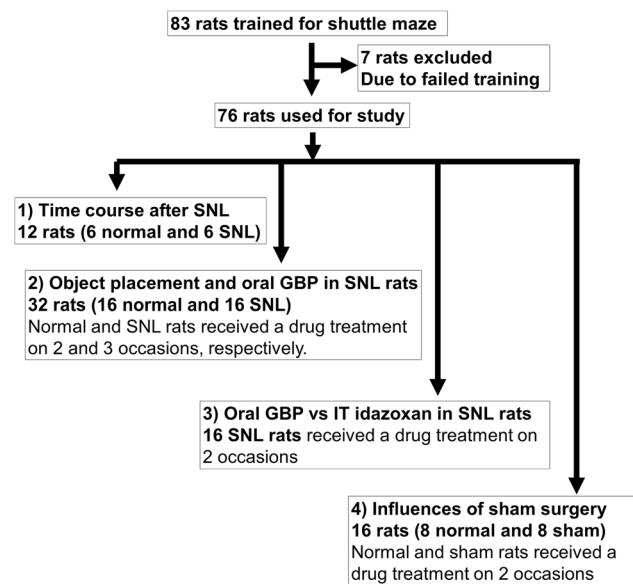 83 rats trained for shuttle maze
7 rats excluded
Due to failed training
76 rats used for study
1) Time course after SNL
12 rats (6 normal and 6 SNL)
2) Object placement and oral GBP in SNL rats
32 rats (16 normal and 16 SNL)
Normal and SNL rats received a drug treatment
on 2 and 3 occasions, respectively.
3) Oral GBP vs IT idazoxan in SNL rats
16 SNL rats received a drug treatment on
2 occasions
4) Influences of sham surgery
16 rats (8 normal and 8 sham)
Normal and sham rats received a
drug treatment on 2 occasions